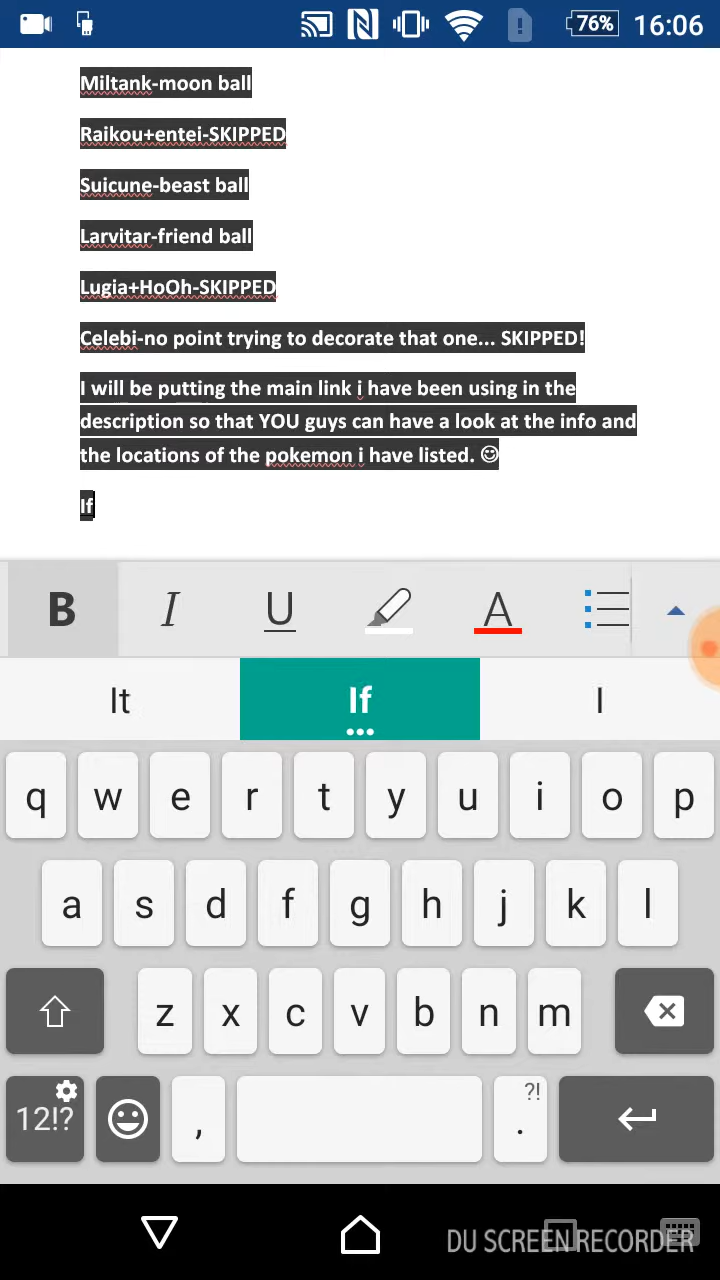 76% 16:06
Miltank-moon ball
Raikou+entei-SKIPPED
Suicune-beast ball
Larvitar-friend ball
Lugia+HoOh-SKIPPED
Celebi-no point trying to decorate that one... SKIPPED!
I will be putting the main link i have been using in the
description so that YOU guys can have a look at the info and
the locations of the pokemon i have listed. ☺
If
B I U A
It If I
q w e r t y u i o p
a s d f g h j k l
z x c v b n m
12!? , . ?!
DU SCREEN RECORDER